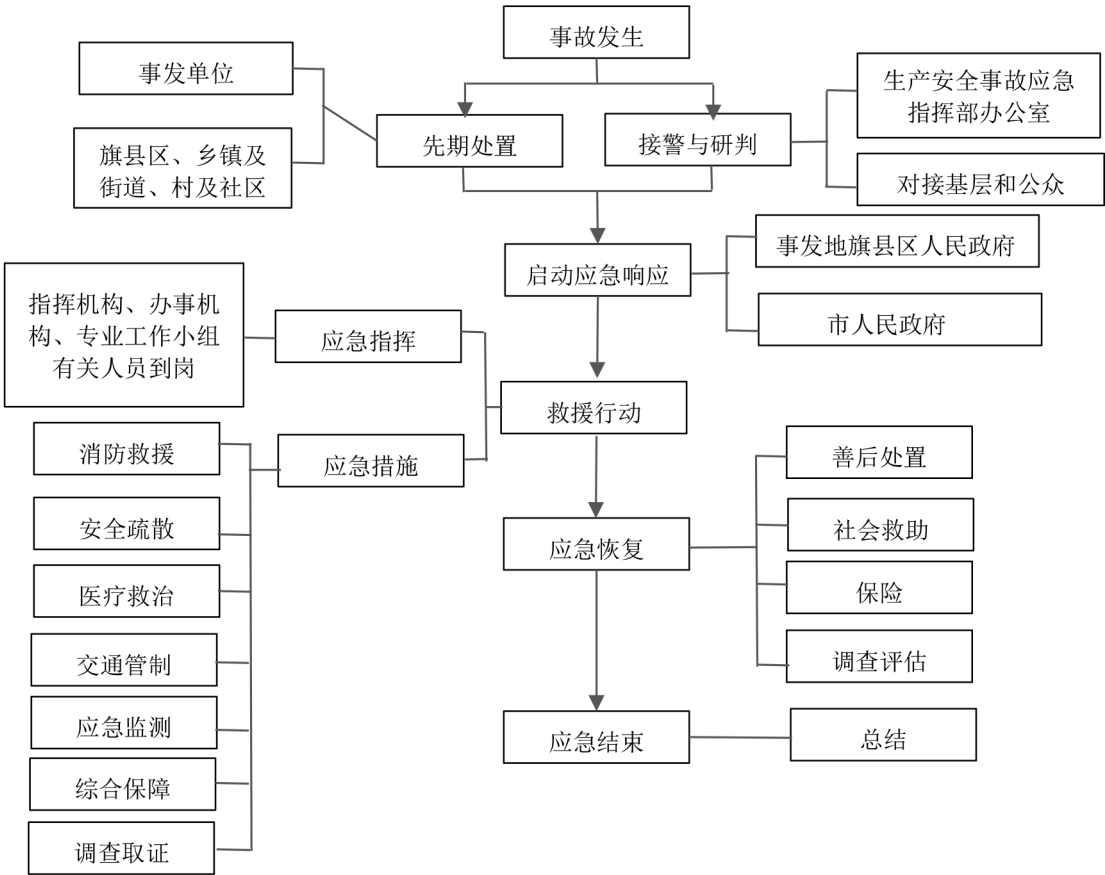 事故发生
事发单位
生产安全事故应急
指挥部办公室
先期处置
接警与研判
旗县区、乡镇及
街道、村及社区
对接基层和公众
事发地旗县区人民政府
启动应急响应
市人民政府
指挥机构、办事机
构、专业工作小组
有关人员到岗
应急指挥
救援行动
消防救援
应急措施
善后处置
安全疏散
社会救助
应急恢复
医疗救治
保险
交通管制
调查评估
应急监测
应急结束
总结
综合保障
调查取证